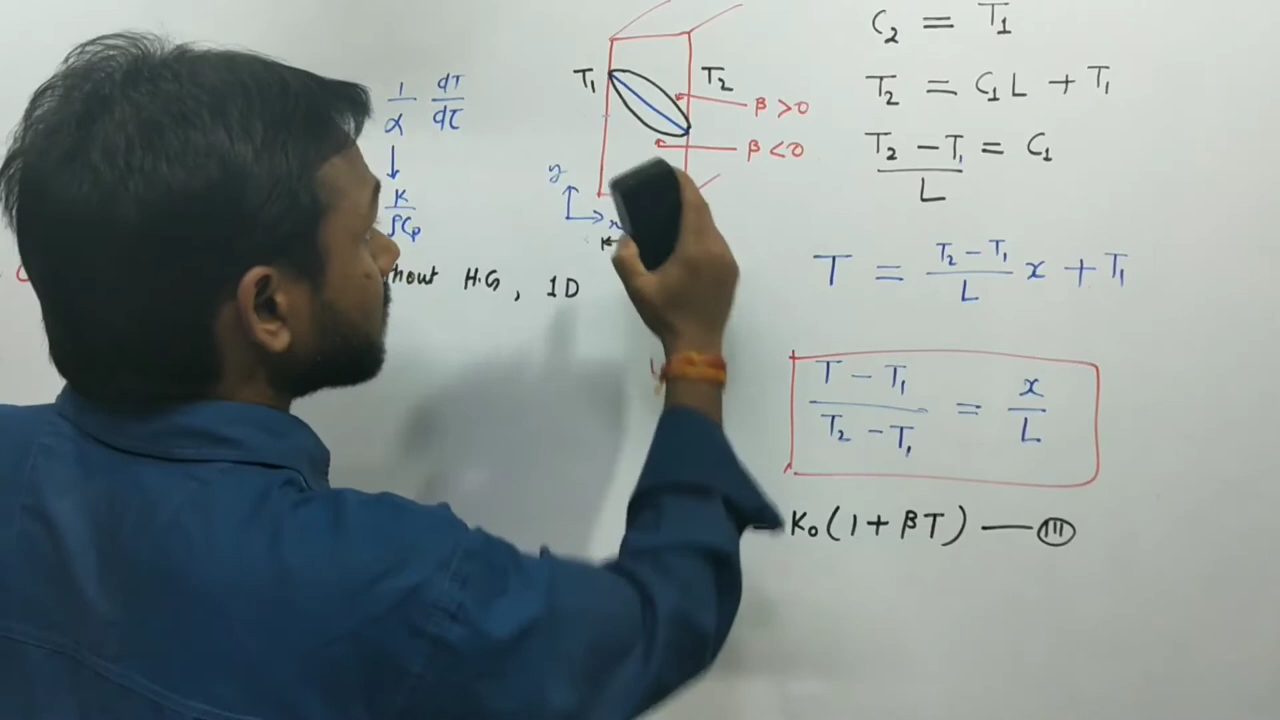 1/α dT/dτ
K/ρCp
hout H.G, 1D
T1 T2
β >0
β <0
y
x
C2 = T1
T2 = C1 L + T1
T2 - T1 / L = C1
T = T2 - T1 / L x + T1
T - T1 / T2 - T1 = x / L
K0 (1 + βT) — III